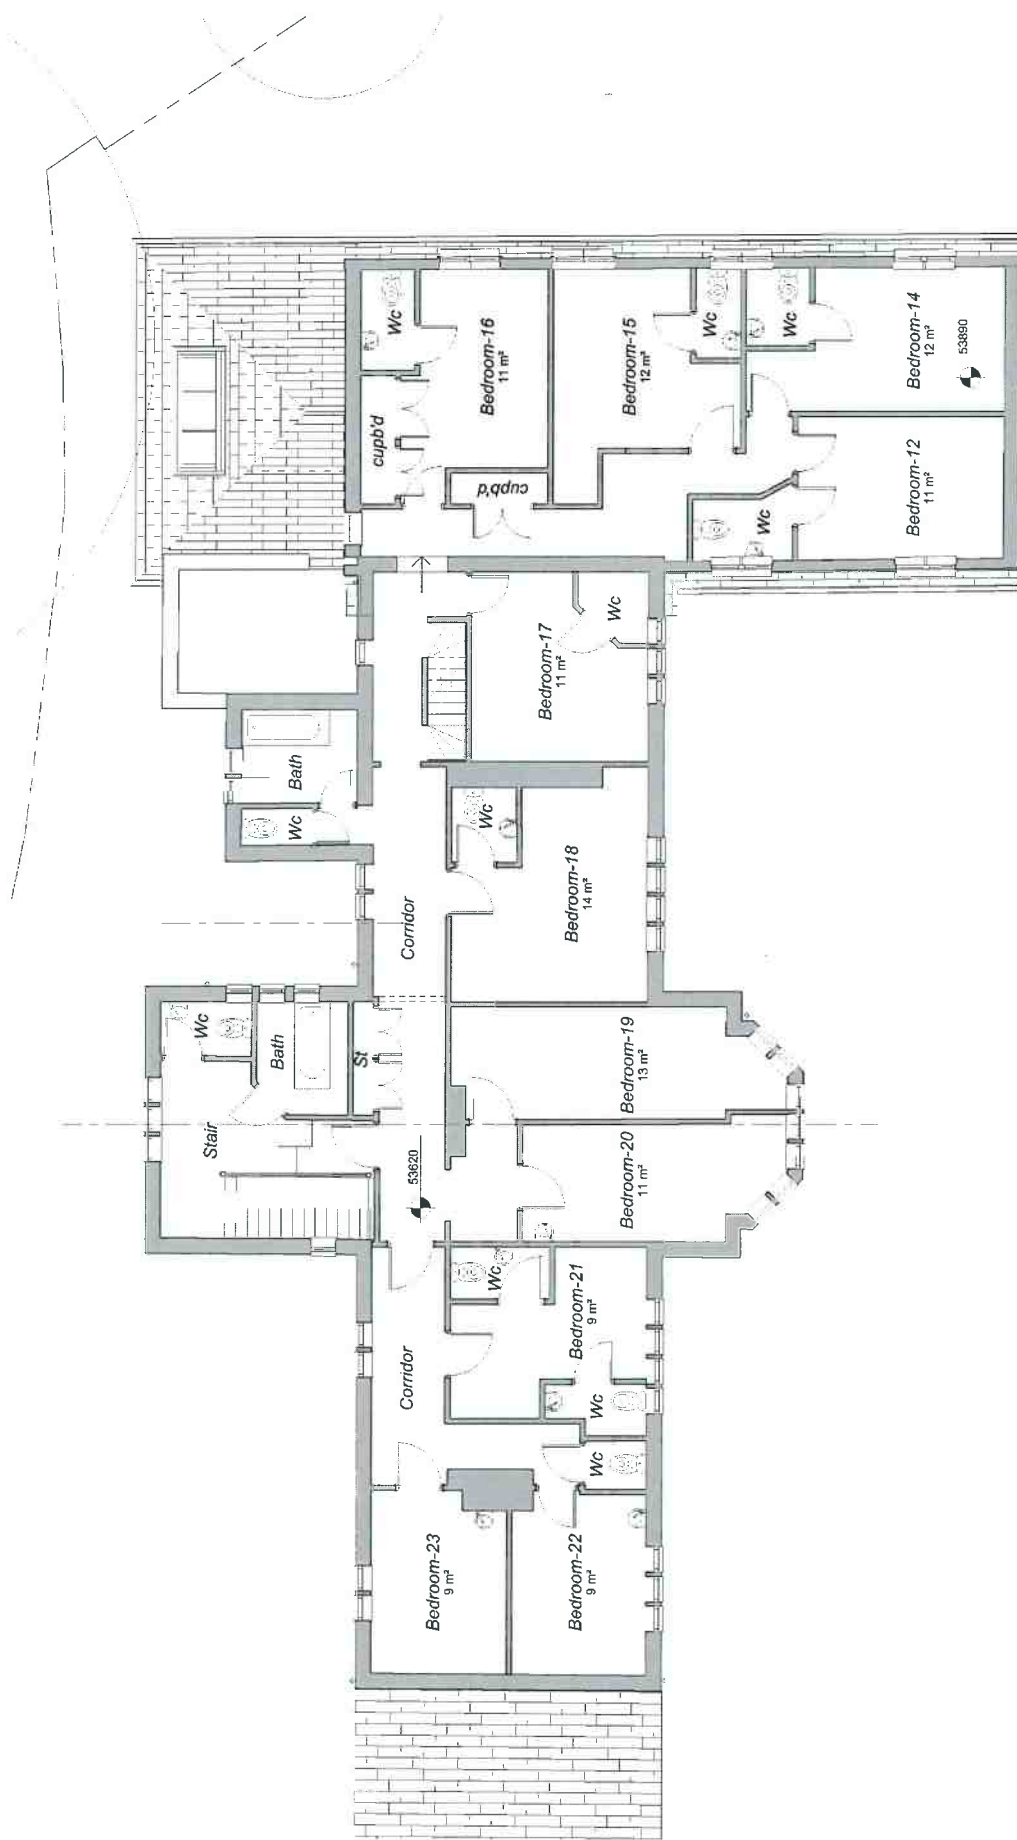 Wc
cupb'd
Bedroom-16
11 m²
cupb'd
Bedroom-15
12 m²
Wc
Wc
Bedroom-14
12 m²
53890
Wc
Bedroom-12
11 m²
Bedroom-17
11 m²
Wc
Bath
Wc
Wc
Bedroom-18
14 m²
Corridor
Wc
Bath
St
Stair
53620
Bedroom-19
13 m²
Bedroom-20
11 m²
Wc
Bedroom-21
9 m²
Corridor
Wc
Wc
Bedroom-23
9 m²
Bedroom-22
9 m²